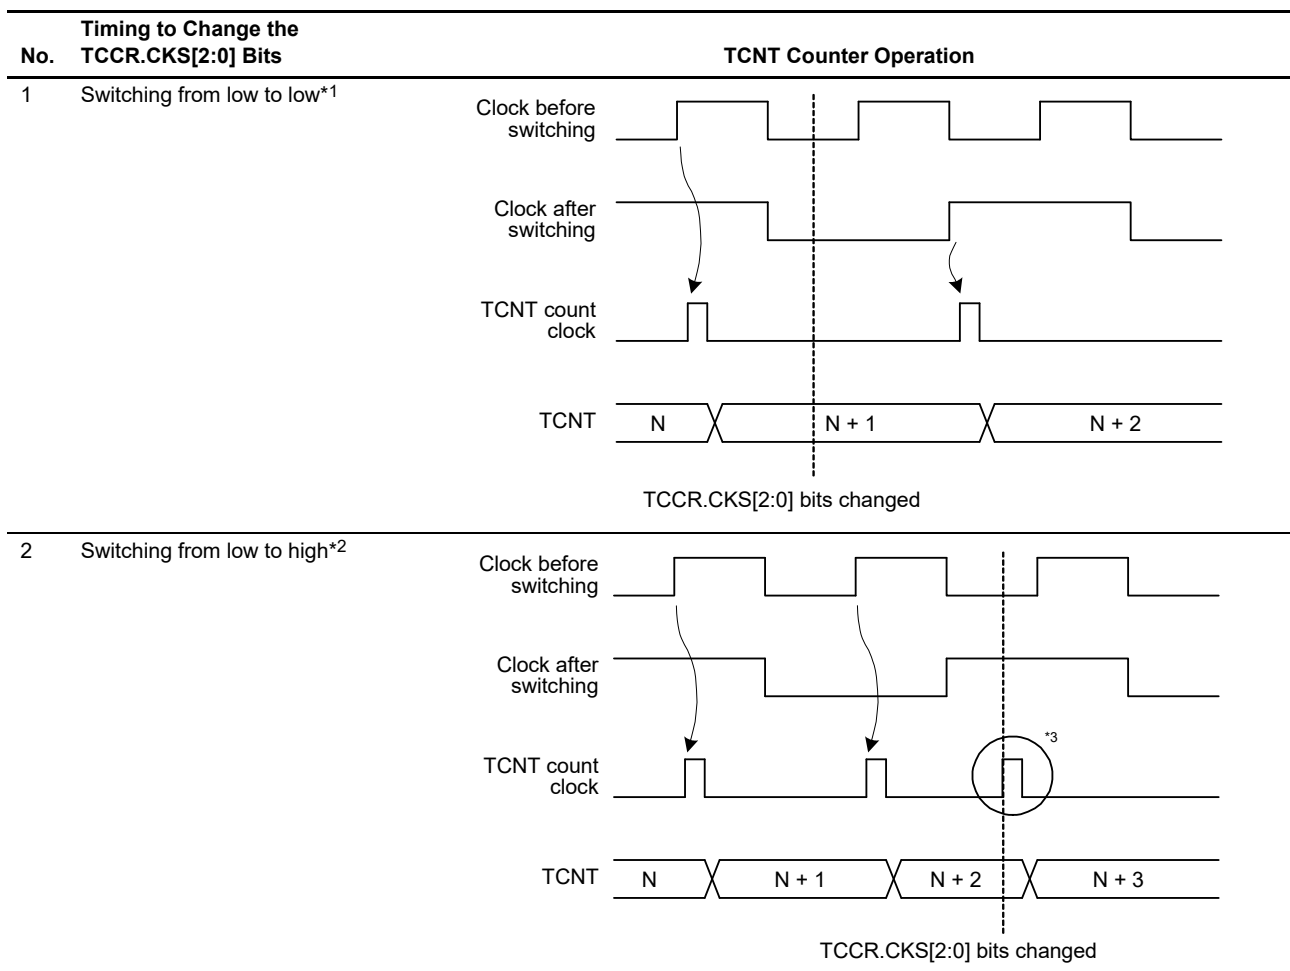 No.
Timing to Change the
TCCR.CKS[2:0] Bits
TCNT Counter Operation
1
Switching from low to low*1
Clock before
switching
Clock after
switching
TCNT count
clock
TCNT
N
N + 1
N + 2
TCCR.CKS[2:0] bits changed
2
Switching from low to high*2
Clock before
switching
Clock after
switching
TCNT count
clock
*3
TCNT
N
N + 1
N + 2
N + 3
TCCR.CKS[2:0] bits changed